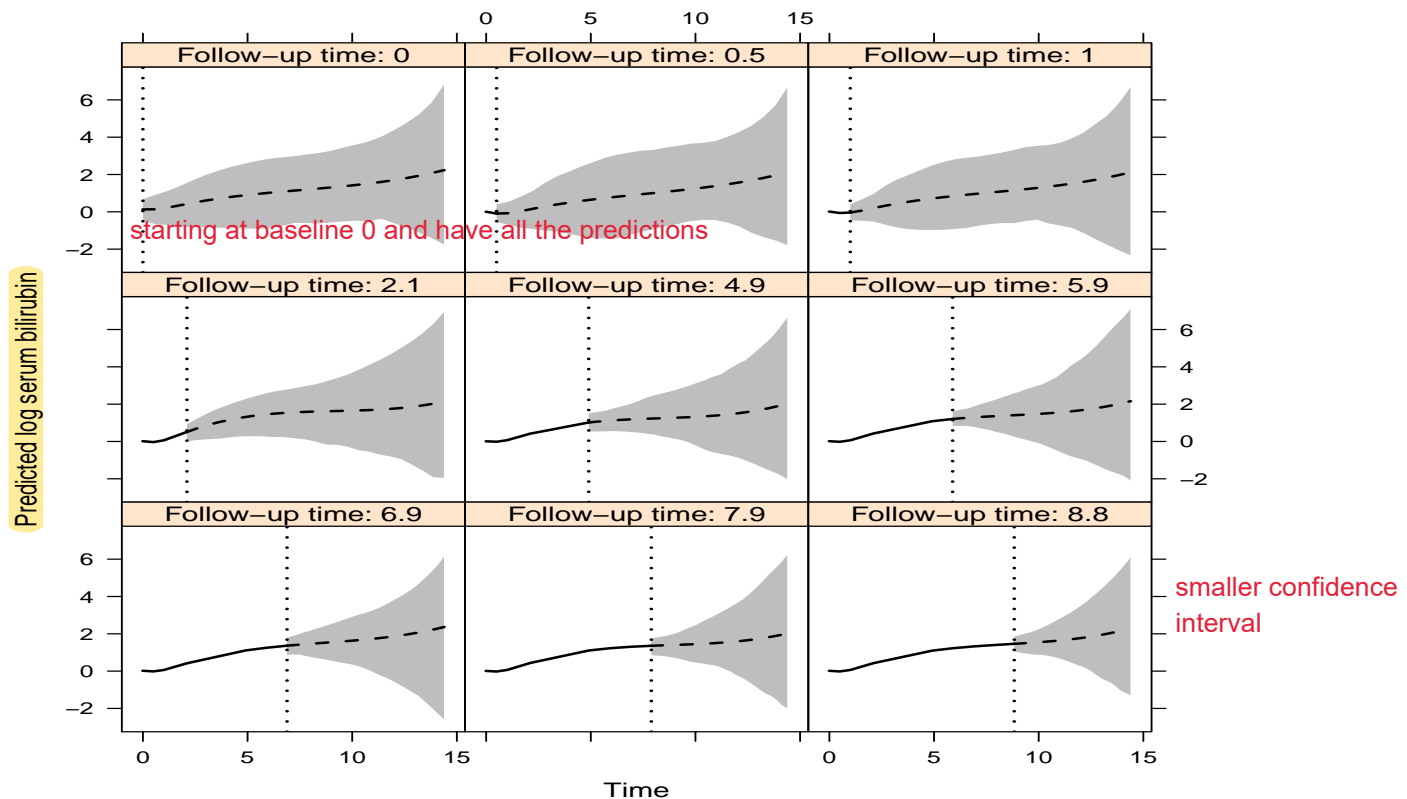 0 5 10 15
Follow−up time: 0 Follow−up time: 0.5 Follow−up time: 1
6
4
2
0
−2
starting at baseline 0 and have all the predictions
Follow−up time: 2.1 Follow−up time: 4.9 Follow−up time: 5.9
Predicted log serum bilirubin
6
4
2
0
−2
Follow−up time: 6.9 Follow−up time: 7.9 Follow−up time: 8.8
6
4
2
0
−2
smaller confidence
interval
0 5 10 15 0 5 10 15
Time